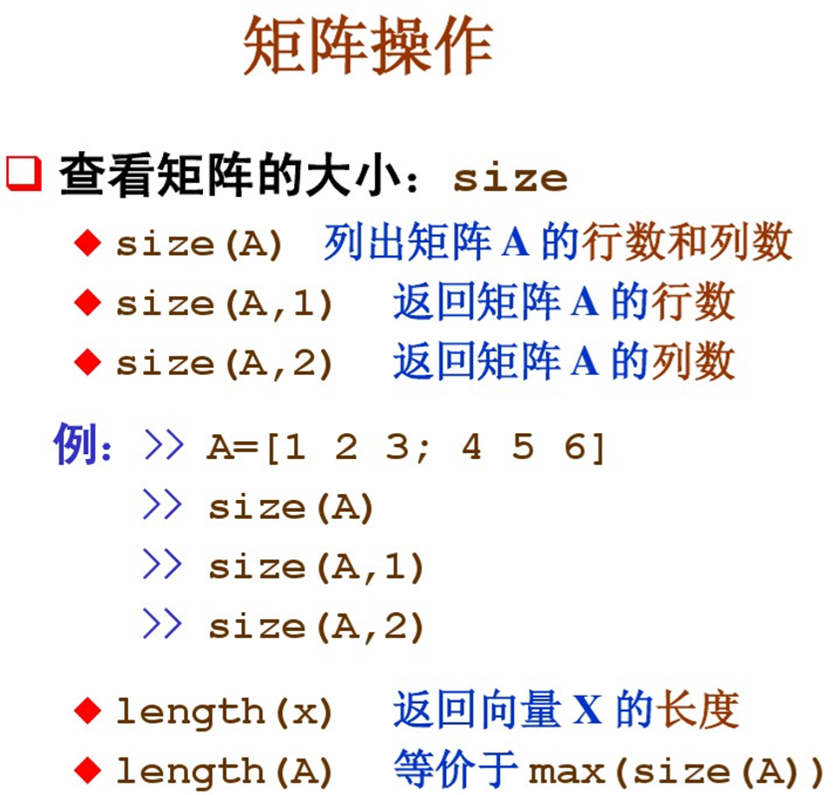 矩阵操作
查看矩阵的大小：size
size(A) 列出矩阵 A 的行数和列数
size(A,1) 返回矩阵 A 的行数
size(A,2) 返回矩阵 A 的列数
例：>> A=[1 2 3; 4 5 6]
>> size(A)
>> size(A,1)
>> size(A,2)
length(x) 返回向量 X 的长度
length(A) 等价于 max(size(A))